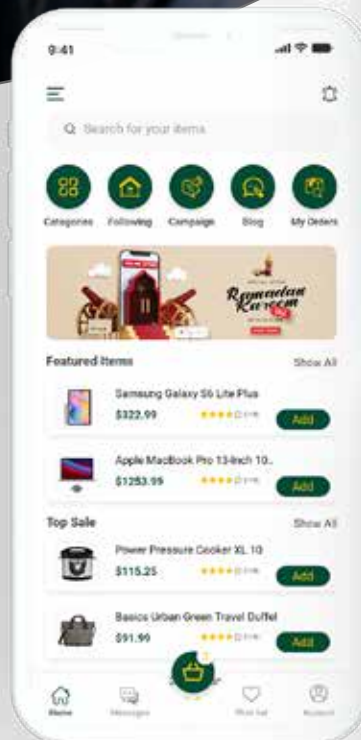 9:41
Search for your items
Categories
Following
Campaign
Blog
My Orders
Ramadan
Kareem
Featured Items
Show All
Samsung Galaxy S6 Lite Plus
$322.99
Add
Apple MacBook Pro 13-Inch 10..
$1253.99
Add
Top Sale
Show All
Power Pressure Cooker XL 10
$115.25
Add
Basics Urban Green Travel Duffel
$91.99
Add
Home
Messages
Wish list
Account